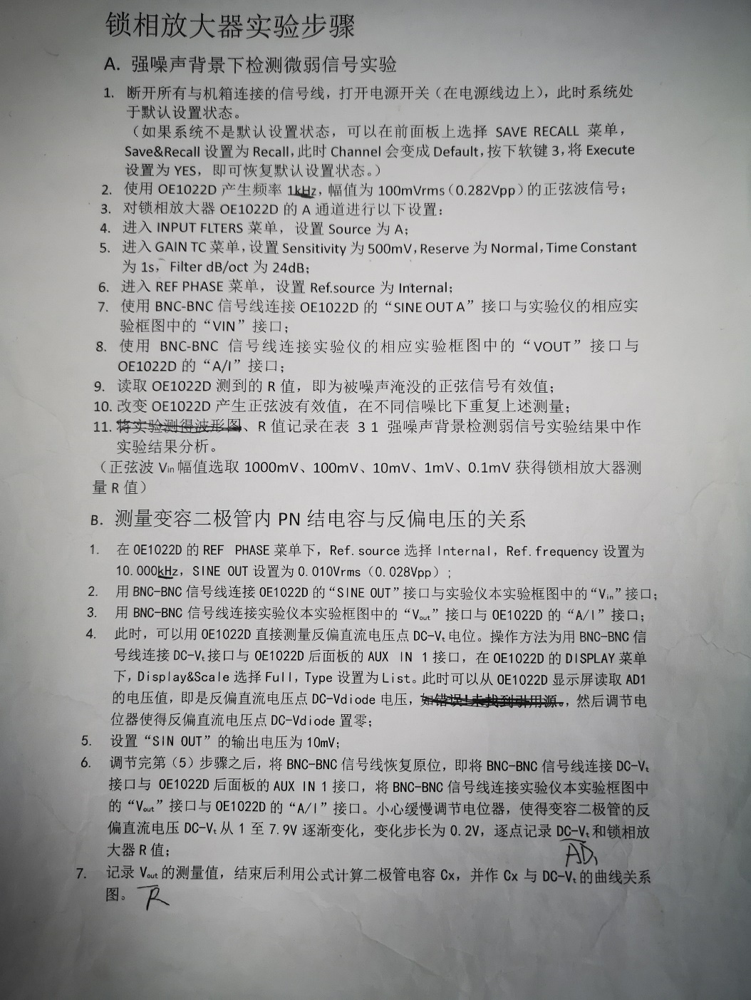 锁相放大器实验步骤
A. 强噪声背景下检测微弱信号实验
1. 断开所有与机箱连接的信号线，打开电源开关（在电源线边上），此时系统处
于默认设置状态。
（如果系统不是默认设置状态，可以在前面板上选择 SAVE RECALL 菜单，
Save&Recall 设置为 Recall，此时 Channel 会变成 Default，按下软键 3，将 Execute
设置为 YES，即可恢复默认设置状态。）
2. 使用 OE1022D 产生频率 1kHz，幅值为 100mVrms（0.282Vpp）的正弦波信号；
3. 对锁相放大器 OE1022D 的 A 通道进行以下设置：
4. 进入 INPUT FLTERS 菜单，设置 Source 为 A；
5. 进入 GAIN TC 菜单，设置 Sensitivity 为 500mV，Reserve 为 Normal，Time Constant
为 1s，Filter dB/oct 为 24dB；
6. 进入 REF PHASE 菜单，设置 Ref.source 为 Internal；
7. 使用 BNC-BNC 信号线连接 OE1022D 的“SINE OUT A”接口与实验仪的相应实
验框图中的“VIN”接口；
8. 使用 BNC-BNC 信号线连接实验仪的相应实验框图中的“VOUT”接口与
OE1022D 的“A/I”接口；
9. 读取 OE1022D 测到的 R 值，即为被噪声淹没的正弦信号有效值；
10. 改变 OE1022D 产生正弦波有效值，在不同信噪比下重复上述测量；
11. 将实验测得波形图、R 值记录在表 3 1 强噪声背景检测弱信号实验结果中作
实验结果分析。
（正弦波 Vin 幅值选取 1000mV、100mV、10mV、1mV、0.1mV 获得锁相放大器测
量 R 值）
B. 测量变容二极管内 PN 结电容与反偏电压的关系
1. 在 OE1022D 的 REF PHASE 菜单下，Ref.source 选择 Internal，Ref.frequency 设置为
10.000kHz，SINE OUT 设置为 0.010Vrms（0.028Vpp）；
2. 用 BNC-BNC 信号线连接 OE1022D 的“SINE OUT”接口与实验仪本实验框图中的“Vin”接口；
3. 用 BNC-BNC 信号线连接实验仪本实验框图中的“Vout”接口与 OE1022D 的“A/I”接口；
4. 此时，可以用 OE1022D 直接测量反偏直流电压点 DC-Vt 电位。操作方法为用 BNC-BNC 信
号线连接 DC-Vt 接口与 OE1022D 后面板的 AUX IN 1 接口，在 OE1022D 的 DISPLAY 菜单
下，Display&Scale 选择 Full，Type 设置为 List。此时可以从 OE1022D 显示屏读取 AD1
的电压值，即是反偏直流电压点 DC-Vdiode 电压，如错误！未找到引用源。，然后调节电
位器使得反偏直流电压点 DC-Vdiode 置零；
5. 设置“SIN OUT”的输出电压为 10mV；
6. 调节完第（5）步骤之后，将 BNC-BNC 信号线恢复原位，即将 BNC-BNC 信号线连接 DC-Vt
接口与 OE1022D 后面板的 AUX IN 1 接口，将 BNC-BNC 信号线连接实验仪本实验框图中
的“Vout”接口与 OE1022D 的“A/I”接口。小心缓慢调节电位器，使得变容二极管的反
偏直流电压 DC-Vt 从 1 至 7.9V 逐渐变化，变化步长为 0.2V，逐点记录 DC-Vt 和锁相放
大器 R 值；
AD1
7. 记录 Vout 的测量值，结束后利用公式计算二极管电容 Cx，并作 Cx 与 DC-Vt 的曲线关系
图。
R